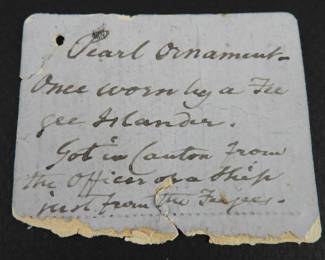 Pearl Ornament-
Once worn by a Fee
gee Islander.
Got in Canton from
the Officer of a Ship
just from the Feejees.